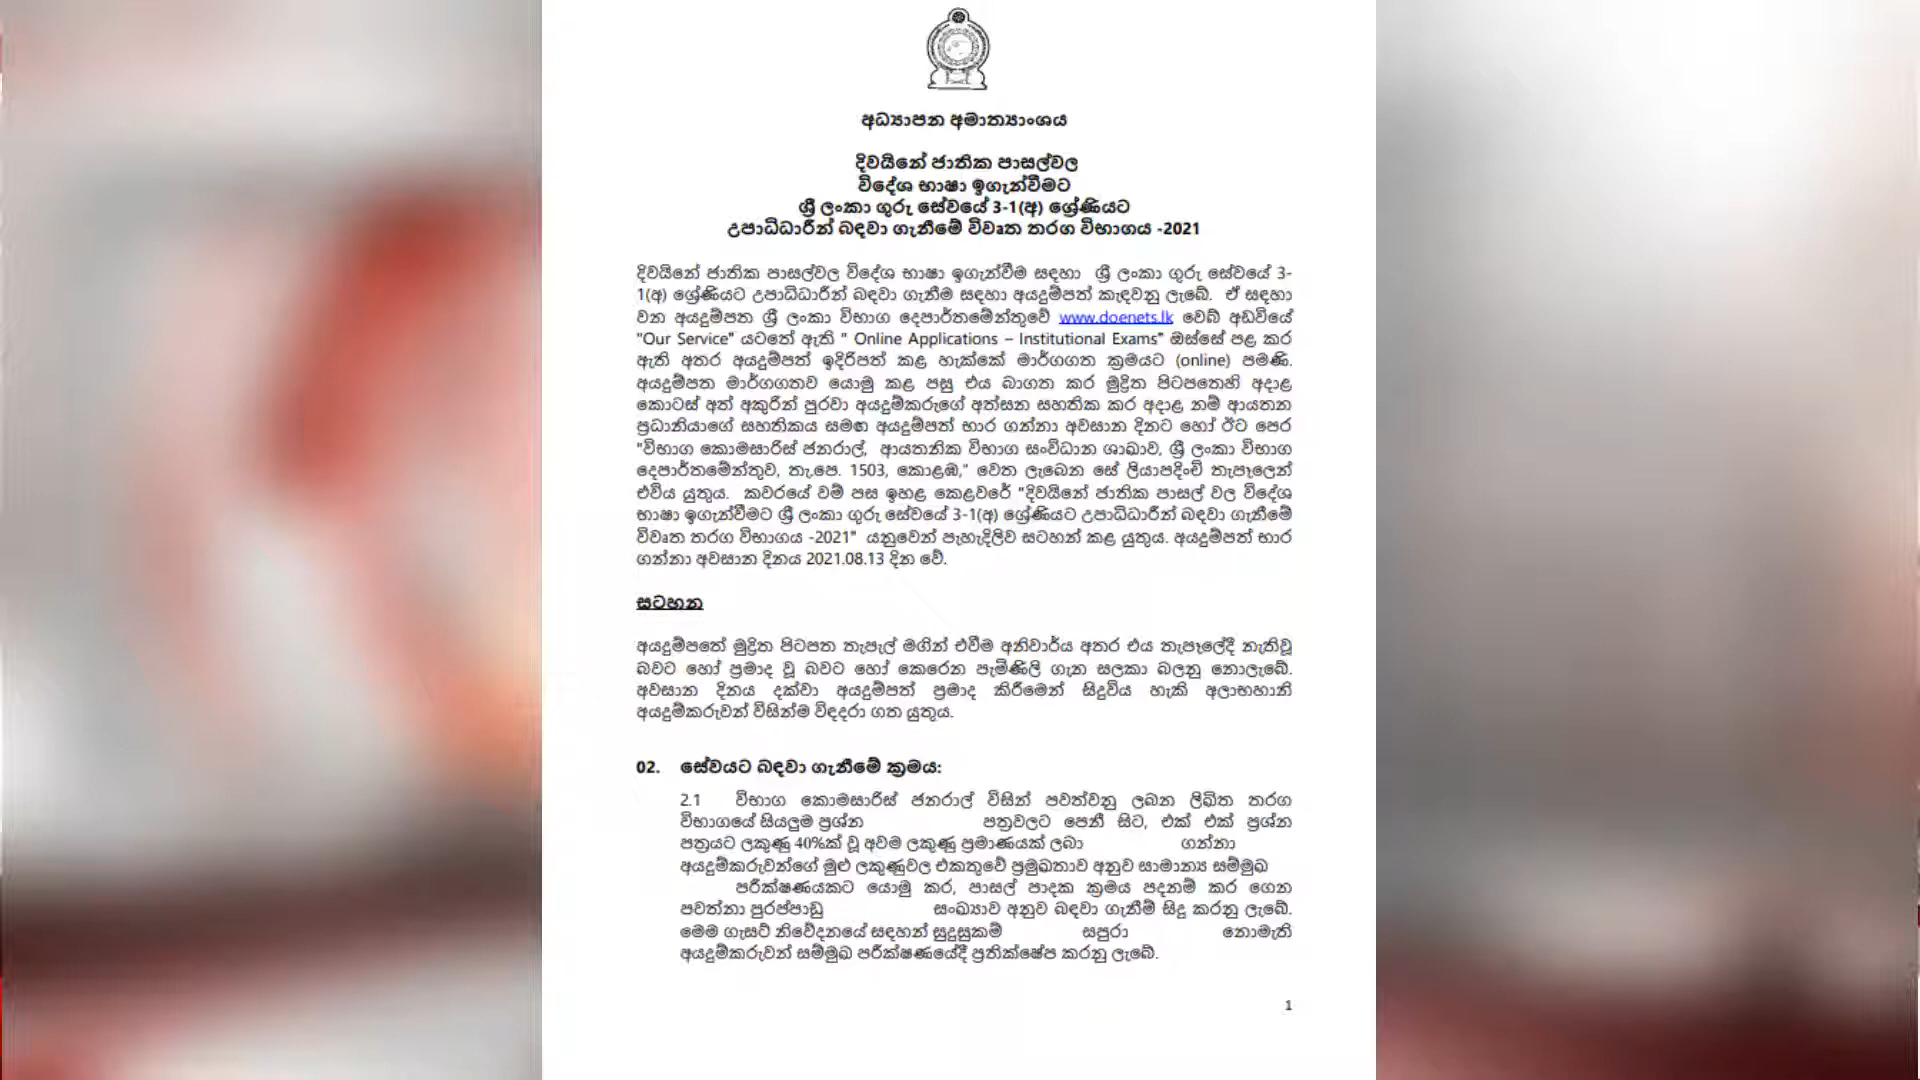 අධ්‍යාපන අමාත්‍යාංශය
දිවයිනේ ජාතික පාසල්වල
විදේශ භාෂා ඉගැන්වීමට
ශ්‍රී ලංකා ගුරු සේවයේ 3-1(අ) ශ්‍රේණියට
උපාධිධාරීන් බඳවා ගැනීමේ විවෘත තරග විභාගය -2021
දිවයිනේ ජාතික පාසල්වල විදේශ භාෂා ඉගැන්වීම සඳහා ශ්‍රී ලංකා ගුරු සේවයේ 3-
1(අ) ශ්‍රේණියට උපාධිධාරීන් බඳවා ගැනීම සඳහා අයදුම්පත් කැඳවනු ලැබේ. ඒ සඳහා
වන අයදුම්පත ශ්‍රී ලංකා විභාග දෙපාර්තමේන්තුවේ www.doenets.lk වෙබ් අඩවියේ
"Our Service" යටතේ ඇති " Online Applications – Institutional Exams" ඔස්සේ පළ කර
ඇති අතර අයදුම්පත් ඉදිරිපත් කළ හැක්කේ මාර්ගගත ක්‍රමයට (online) පමණි.
අයදුම්පත මාර්ගගතව යොමු කළ පසු එය බාගත කර මුද්‍රිත පිටපතෙහි අදාළ
කොටස් අත් අකුරින් පුරවා අයදුම්කරුගේ අත්සන සහතික කර අදාළ නම් ආයතන
ප්‍රධානියාගේ සහතිකය සමඟ අයදුම්පත් භාර ගන්නා අවසාන දිනට හෝ ඊට පෙර
"විභාග කොමසාරිස් ජනරාල්, ආයතනික විභාග සංවිධාන ශාඛාව, ශ්‍රී ලංකා විභාග
දෙපාර්තමේන්තුව, තැ.පෙ. 1503, කොළඹ," වෙත ලැබෙන සේ ලියාපදිංචි තැපෑලෙන්
එවිය යුතුය. කවරයේ වම් පස ඉහළ කෙළවරේ "දිවයිනේ ජාතික පාසල් වල විදේශ
භාෂා ඉගැන්වීමට ශ්‍රී ලංකා ගුරු සේවයේ 3-1(අ) ශ්‍රේණියට උපාධිධාරීන් බඳවා ගැනීමේ
විවෘත තරග විභාගය -2021" යනුවෙන් පැහැදිලිව සටහන් කළ යුතුය. අයදුම්පත් භාර
ගන්නා අවසාන දිනය 2021.08.13 දින වේ.
සටහන
අයදුම්පතේ මුද්‍රිත පිටපත තැපැල් මගින් එවීම අනිවාර්ය අතර එය තැපෑලේදී නැතිවූ
බවට හෝ ප්‍රමාද වූ බවට හෝ කෙරෙන පැමිණිලි ගැන සලකා බලනු නොලැබේ.
අවසාන දිනය දක්වා අයදුම්පත් ප්‍රමාද කිරීමෙන් සිදුවිය හැකි අලාභහානි
අයදුම්කරුවන් විසින්ම විඳදරා ගත යුතුය.
02. සේවයට බඳවා ගැනීමේ ක්‍රමය:
2.1 විභාග කොමසාරිස් ජනරාල් විසින් පවත්වනු ලබන ලිඛිත තරග
විභාගයේ සියලුම ප්‍රශ්න පත්‍රවලට පෙනී සිට, එක් එක් ප්‍රශ්න
පත්‍රයට ලකුණු 40%ක් වූ අවම ලකුණු ප්‍රමාණයක් ලබා ගන්නා
අයදුම්කරුවන්ගේ මුළු ලකුණුවල එකතුවේ ප්‍රමුඛතාව අනුව සාමාන්‍ය සම්මුඛ
පරීක්ෂණයකට යොමු කර, පාසල් පාදක ක්‍රමය පදනම් කර ගෙන
පවත්නා පුරප්පාඩු සංඛ්‍යාව අනුව බඳවා ගැනීම් සිදු කරනු ලැබේ.
මෙම ගැසට් නිවේදනයේ සඳහන් සුදුසුකම් සපුරා නොමැති
අයදුම්කරුවන් සම්මුඛ පරීක්ෂණයේදී ප්‍රතික්ෂේප කරනු ලැබේ.
1